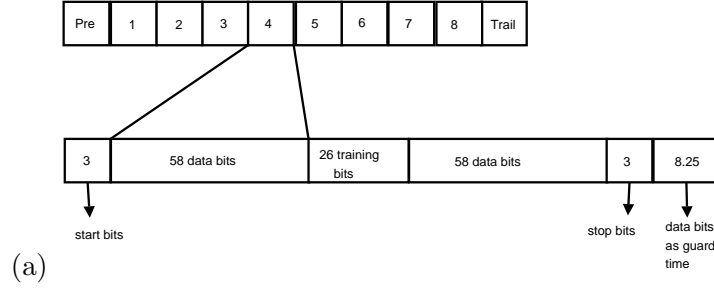 Pre 1 2 3 4 5 6 7 8 Trail
3 58 data bits 26 training bits 58 data bits 3 8.25
start bits
stop bits
data bits
as guard
time
(a)